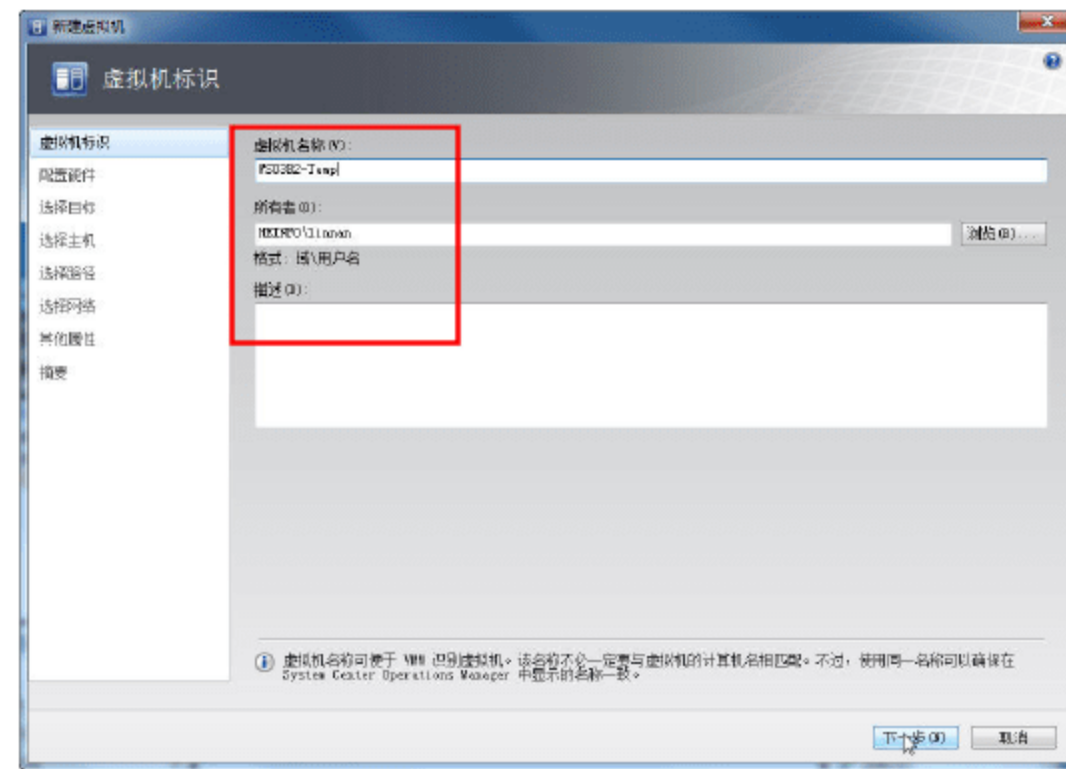 新建虚拟机
虚拟机标识
虚拟机标识
配置硬件
选择目标
选择主机
选择路径
选择网络
其他属性
摘要
虚拟机名称(V):
WS03R2-Temp
所有者(O):
浏览(B)...
格式: 域\用户名
描述(D):
虚拟机名称可便于 VMM 识别虚拟机。该名称不必一定要与虚拟机的计算机名相匹配。不过，使用同一名称可以确保在
System Center Operations Manager 中显示的名称一致。
下一步(N)
取消